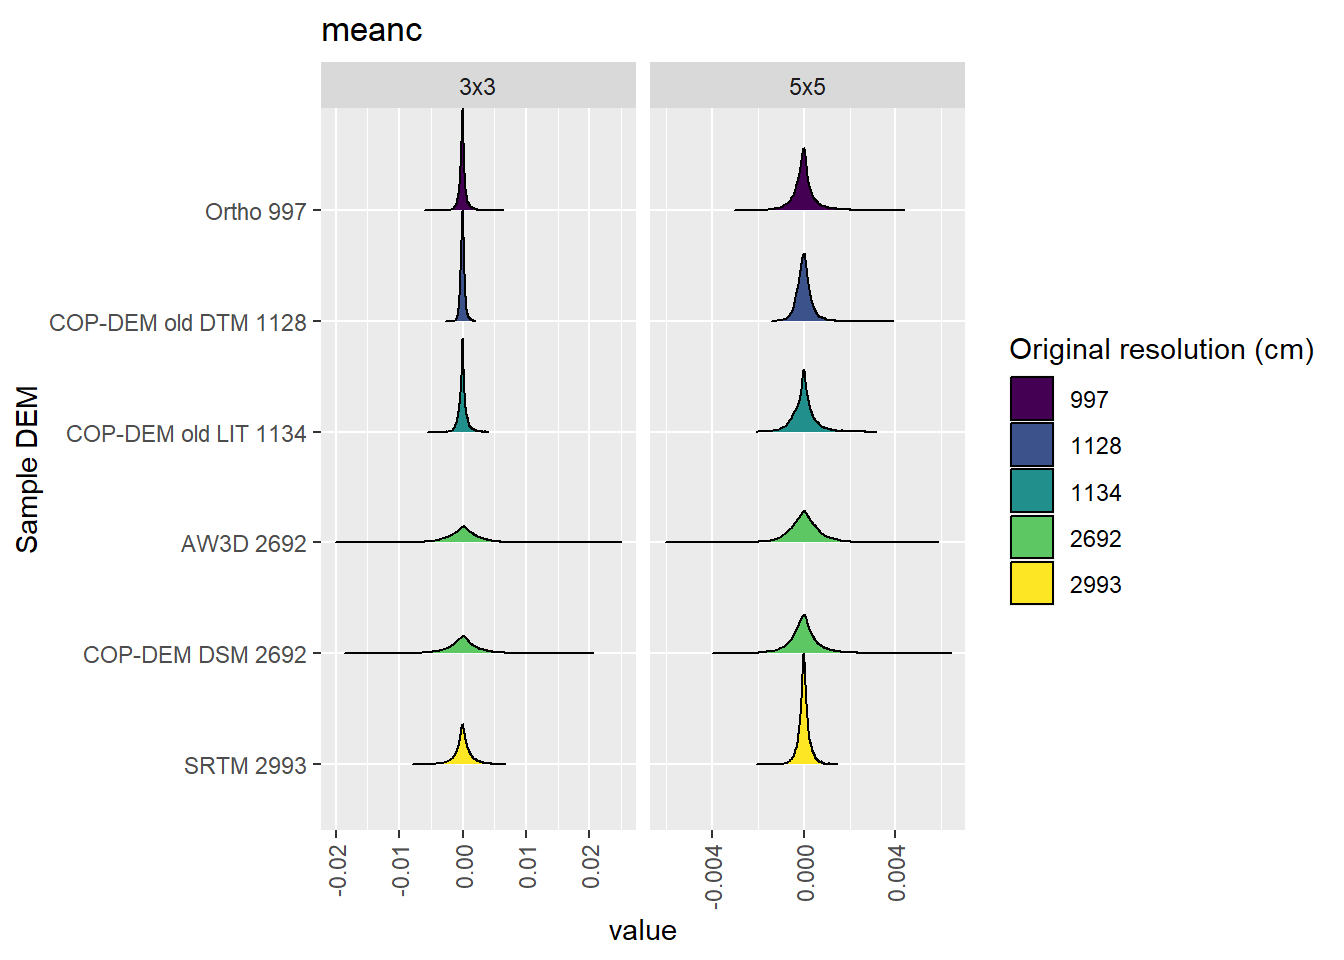 meanc
3x3
5x5
Sample DEM
Ortho 997
COP-DEM old DTM 1128
COP-DEM old LIT 1134
AW3D 2692
COP-DEM DSM 2692
SRTM 2993
-0.02
-0.01
0.00
0.01
0.02
-0.004
0.000
0.004
value
Original resolution (cm)
997
1128
1134
2692
2993